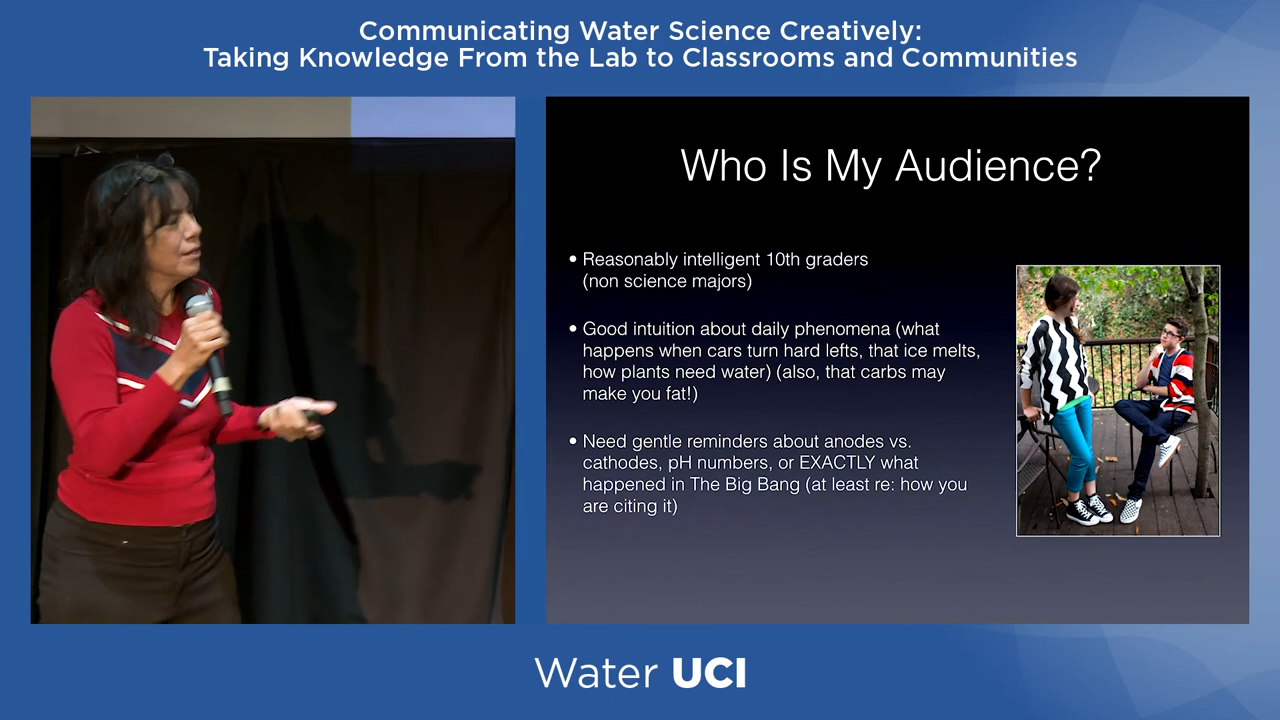 Communicating Water Science Creatively:
Taking Knowledge From the Lab to Classrooms and Communities
Who Is My Audience?
• Reasonably intelligent 10th graders
(non science majors)
• Good intuition about daily phenomena (what
happens when cars turn hard lefts, that ice melts,
how plants need water) (also, that carbs may
make you fat!)
• Need gentle reminders about anodes vs.
cathodes, pH numbers, or EXACTLY what
happened in The Big Bang (at least re: how you
are citing it)
Water UCI